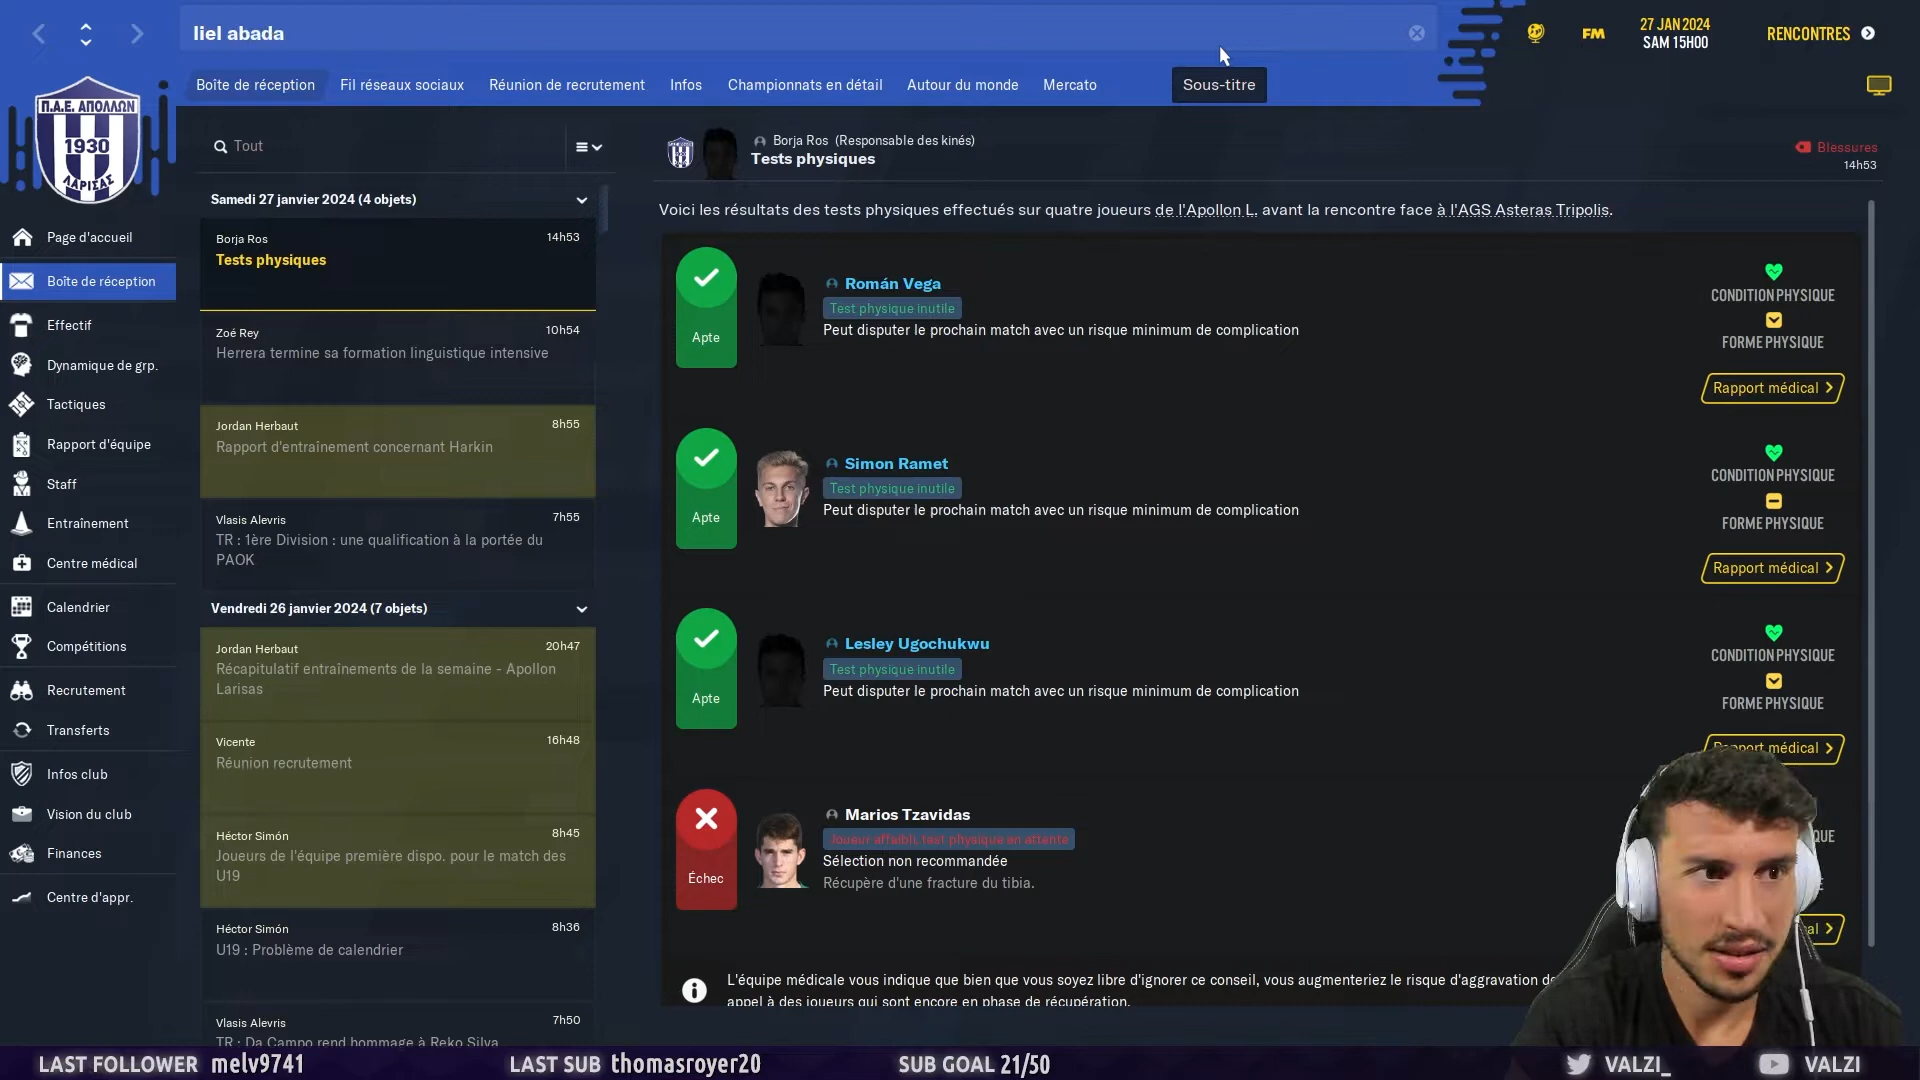 liel abada
27 JAN 2024
SAM 15H00
FM
RENCONTRES
Boîte de réception
Fil réseaux sociaux
Réunion de recrutement
Infos
Championnats en détail
Autour du monde
Mercato
Sous-titre
Π.Α.Ε. ΑΠΟΛΛΩΝ
1930
ΛΑΡΙΣΑΣ
Page d'accueil
Boîte de réception
Effectif
Dynamique de grp.
Tactiques
Rapport d'équipe
Staff
Entraînement
Centre médical
Calendrier
Compétitions
Recrutement
Transferts
Infos club
Vision du club
Finances
Centre d'appr.
Tout
Samedi 27 janvier 2024 (4 objets)
Borja Ros 14h53
Tests physiques
Zoé Rey 10h54
Herrera termine sa formation linguistique intensive
Jordan Herbaut 8h55
Rapport d'entraînement concernant Harkin
Vlasis Alevris 7h55
TR : 1ère Division : une qualification à la portée du
PAOK
Vendredi 26 janvier 2024 (7 objets)
Jordan Herbaut 20h47
Récapitulatif entraînements de la semaine - Apollon
Larisas
Vicente 16h48
Réunion recrutement
Héctor Simón 8h45
Joueurs de l'équipe première dispo. pour le match des
U19
Héctor Simón 8h36
U19 : Problème de calendrier
Vlasis Alevris 7h50
TR : Da Campo rend hommage à Reko Silva
Borja Ros (Responsable des kinés)
Tests physiques
Blessures
14h53
Voici les résultats des tests physiques effectués sur quatre joueurs de l'Apollon L. avant la rencontre face à l'AGS Asteras Tripolis.
Apte
Román Vega
Test physique inutile
Peut disputer le prochain match avec un risque minimum de complication
CONDITION PHYSIQUE
FORME PHYSIQUE
Rapport médical
Apte
Simon Ramet
Test physique inutile
Peut disputer le prochain match avec un risque minimum de complication
CONDITION PHYSIQUE
FORME PHYSIQUE
Rapport médical
Apte
Lesley Ugochukwu
Test physique inutile
Peut disputer le prochain match avec un risque minimum de complication
CONDITION PHYSIQUE
FORME PHYSIQUE
Rapport médical
Échec
Marios Tzavidas
Joueur affaibli, test physique en attente
Sélection non recommandée
Récupère d'une fracture du tibia.
QUE
al
L'équipe médicale vous indique que bien que vous soyez libre d'ignorer ce conseil, vous augmenteriez le risque d'aggravation de
appel à des joueurs qui sont encore en phase de récupération.
LAST FOLLOWER melv9741
LAST SUB thomasroyer20
SUB GOAL 21/50
VALZI_
VALZI